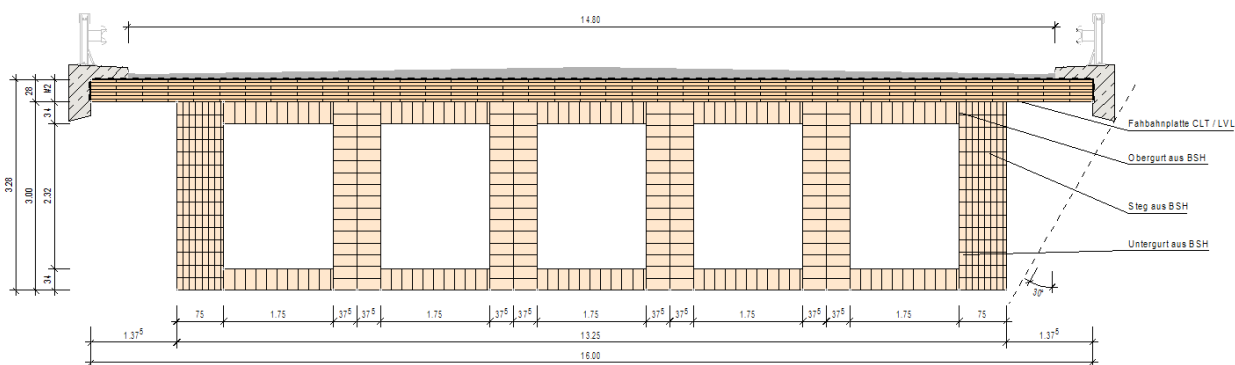 14.80
28
M2
34
3.28
3.00
2.32
34
Fahbahnplatte CLT / LVL
Obergurt aus BSH
Steg aus BSH
Untergurt aus BSH
30°
75 1.75 37⁵ 37⁵ 1.75 37⁵ 37⁵ 1.75 37⁵ 37⁵ 1.75 37⁵ 37⁵ 1.75 75
1.37⁵ 13.25 1.37⁵
16.00